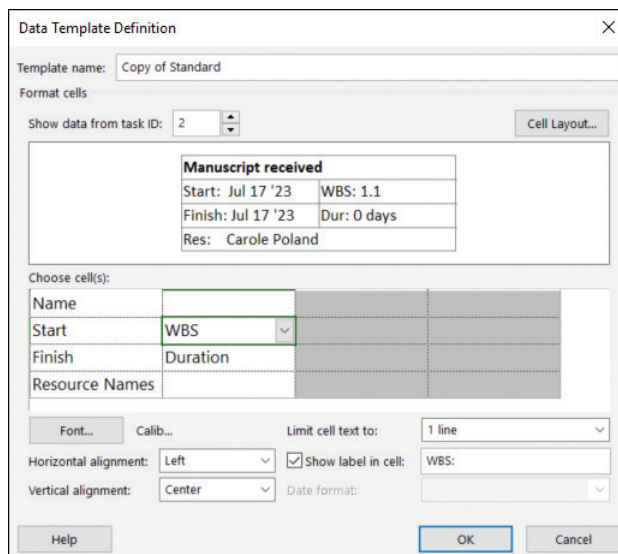 Data Template Definition
Template name: Copy of Standard
Format cells
Show data from task ID: 2 Cell Layout...
Manuscript received
Start: Jul 17 '23 WBS: 1.1
Finish: Jul 17 '23 Dur: 0 days
Res: Carole Poland
Choose cell(s):
Name
Start WBS
Finish Duration
Resource Names
Font... Calib... Limit cell text to: 1 line
Horizontal alignment: Left Show label in cell: WBS:
Vertical alignment: Center Date format:
Help OK Cancel